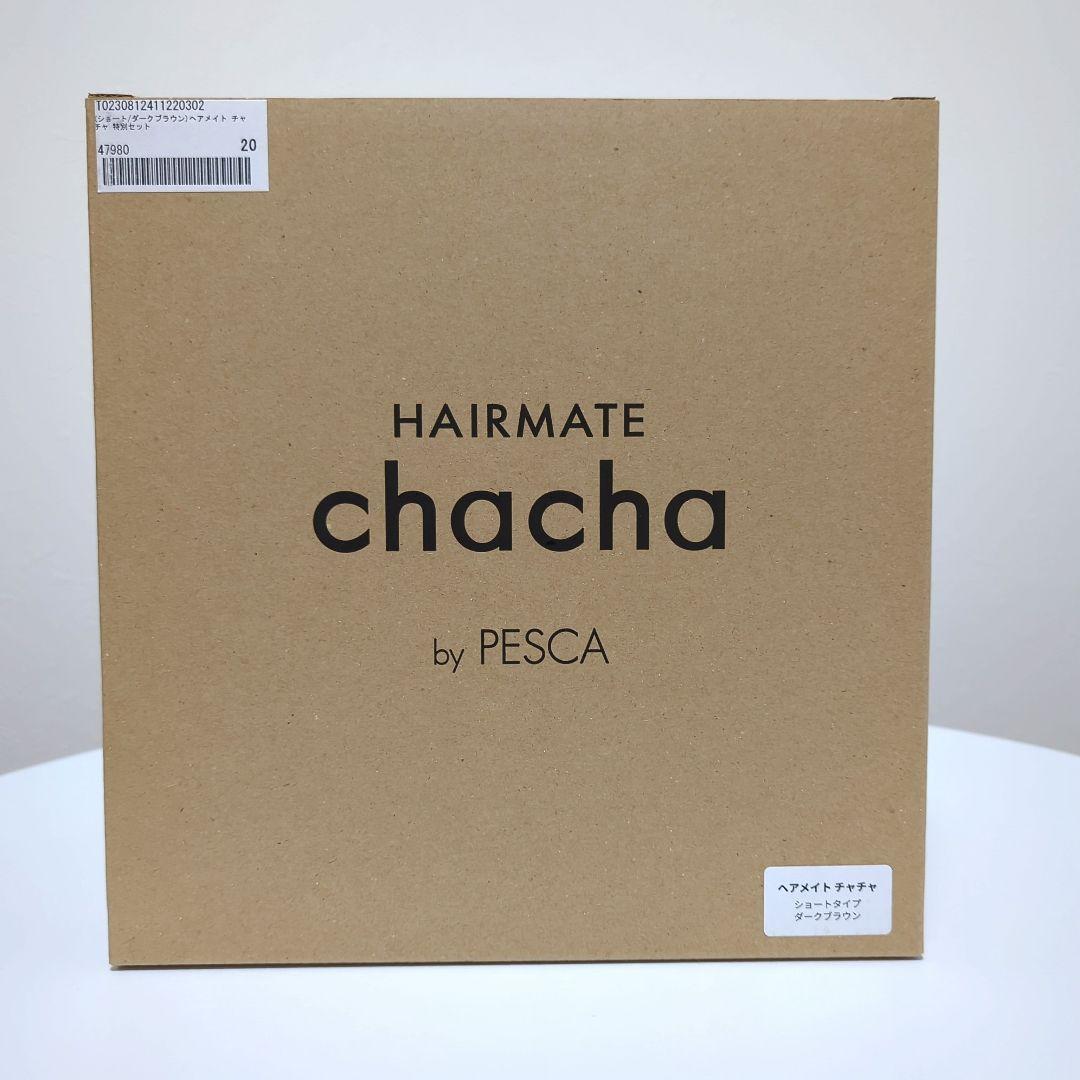 T0230812411220302
(ショート/ダークブラウン)ヘアメイト チャ
チャ 特別セット
47980 20
HAIRMATE
chacha
by PESCA
ヘアメイト チャチャ
ショートタイプ
ダークブラウン